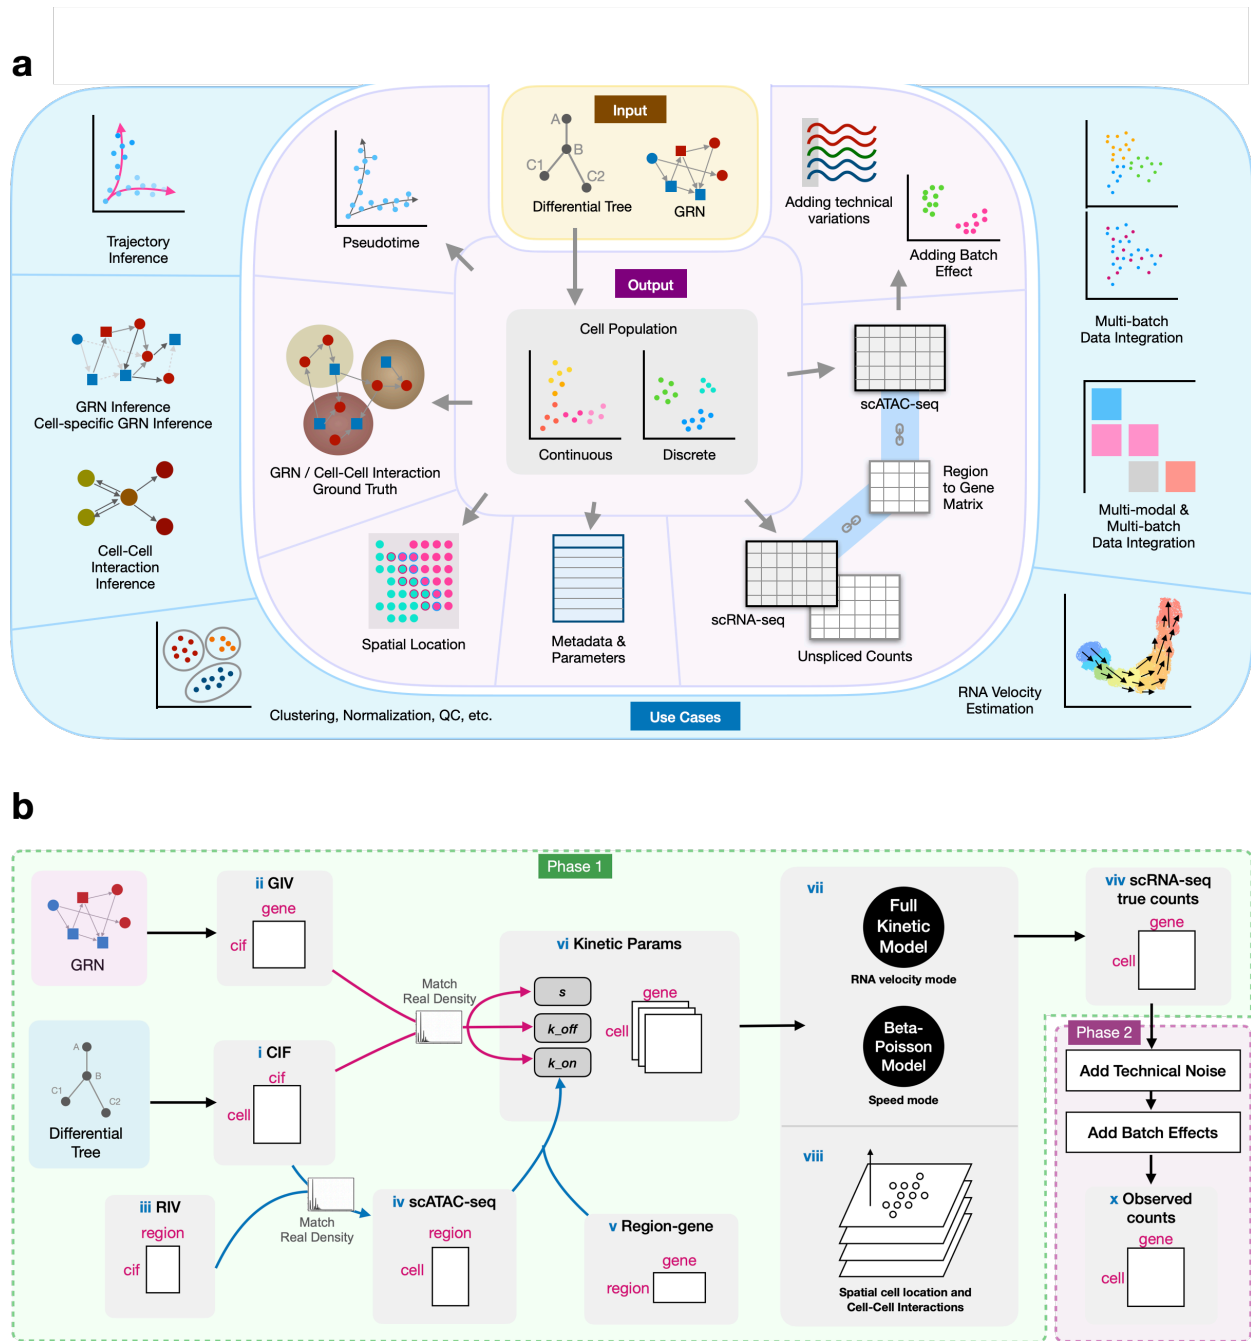 a
Input
A
B
C1
C2
Differential Tree
GRN
Trajectory
Inference
Pseudotime
Adding technical
variations
Adding Batch
Effect
Output
Cell Population
Continuous
Discrete
Multi-batch
Data Integration
GRN Inference
Cell-specific GRN Inference
GRN / Cell-Cell Interaction
Ground Truth
scATAC-seq
Region
to Gene
Matrix
Multi-modal &
Multi-batch
Data Integration
Cell-Cell
Interaction
Inference
Spatial Location
Metadata &
Parameters
scRNA-seq
Unspliced Counts
RNA Velocity
Estimation
Clustering, Normalization, QC, etc.
Use Cases
b
Phase 1
GRN
ii GIV
gene
cif
Match
Real Density
vi Kinetic Params
s
k_off
k_on
gene
cell
vii
Full
Kinetic
Model
RNA velocity mode
Beta-
Poisson
Model
Speed mode
viv scRNA-seq
true counts
gene
cell
A
B
C1
C2
Differential
Tree
i CIF
cif
cell
Phase 2
Add Technical Noise
Add Batch Effects
iii RIV
region
cif
Match
Real Density
iv scATAC-seq
region
cell
v Region-gene
gene
region
viii
Spatial cell location and
Cell-Cell Interactions
x Observed
counts
gene
cell